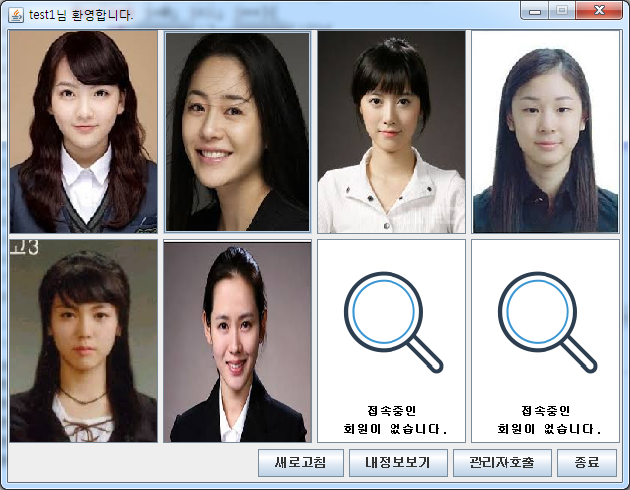 test1님 환영합니다.
고3
접속중인
회원이 없습니다.
접속중인
회원이 없습니다.
새로고침 내정보보기 관리자호출 종료